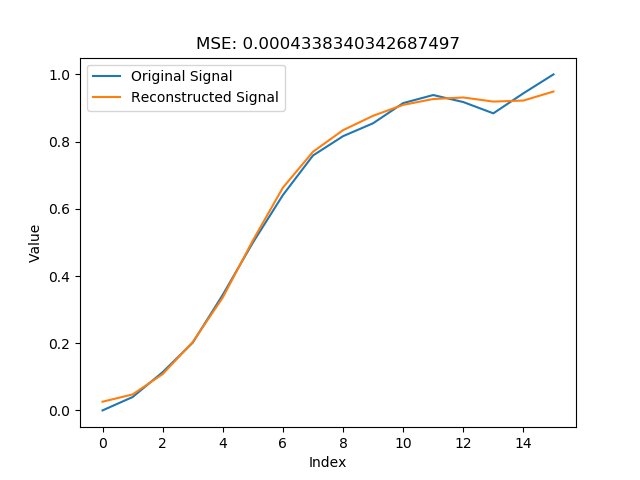 MSE: 0.0004338340342687497
Original Signal
Reconstructed Signal
1.0
0.8
0.6
0.4
0.2
0.0
Value
0 2 4 6 8 10 12 14
Index